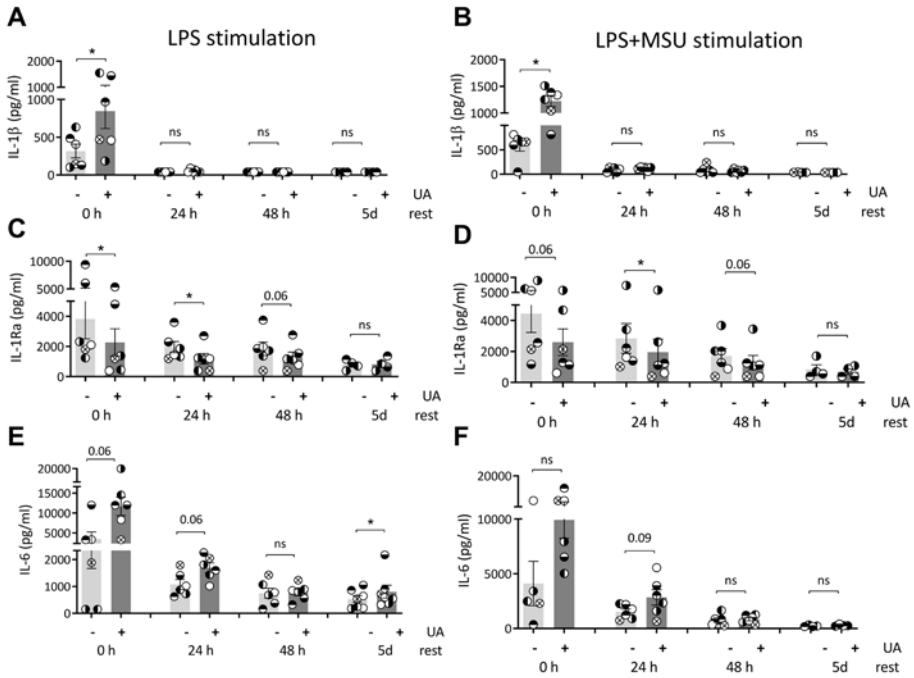 A
LPS stimulation
B
LPS+MSU stimulation
IL-1β (pg/ml)
2000
1500
1000
500
0
*
ns
ns
ns
- + - + - + - + UA
0 h 24 h 48 h 5d rest
IL-1β (pg/ml)
2000
1500
1000
500
0
*
ns
ns
ns
- + - + - + - + UA
0 h 24 h 48 h 5d rest
C
IL-1Ra (pg/ml)
10000
5000
4000
2000
0
*
*
0.06
ns
- + - + - + - + UA
0 h 24 h 48 h 5d rest
D
IL-1Ra (pg/ml)
10000
5000
4000
2000
0
0.06
*
0.06
ns
- + - + - + - + UA
0 h 24 h 48 h 5d rest
E
IL-6 (pg/ml)
20000
15000
10000
5000
3000
2000
1000
0
0.06
0.06
ns
*
- + - + - + - + UA
0 h 24 h 48 h 5d rest
F
IL-6 (pg/ml)
20000
10000
5000
0
ns
0.09
ns
ns
- + - + - + - + UA
0 h 24 h 48 h 5d rest